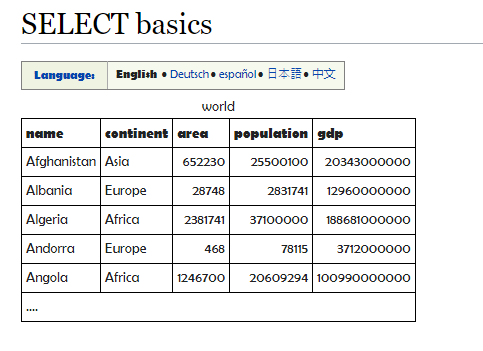 SELECT basics
Language: English • Deutsch • español • 日本語 • 中文
world
name continent area population gdp
Afghanistan Asia 652230 25500100 20343000000
Albania Europe 28748 2831741 12960000000
Algeria Africa 2381741 37100000 188681000000
Andorra Europe 468 78115 3712000000
Angola Africa 1246700 20609294 100990000000
....